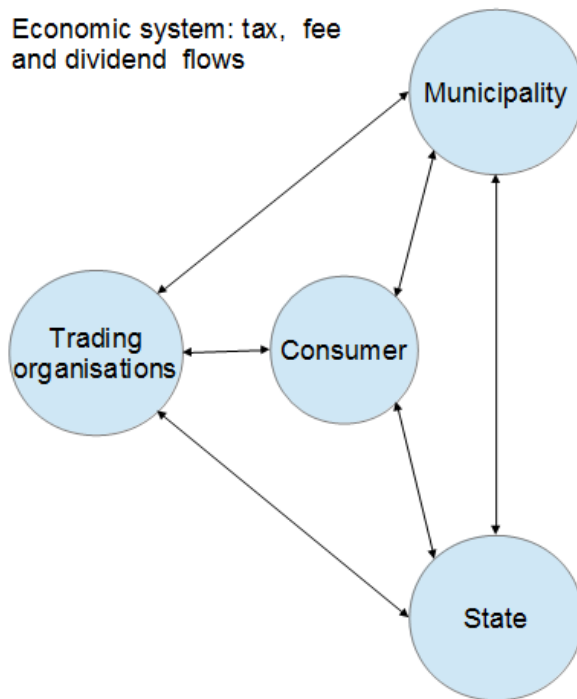 Economic system: tax, fee
and dividend flows
Municipality
Trading
organisations
Consumer
State